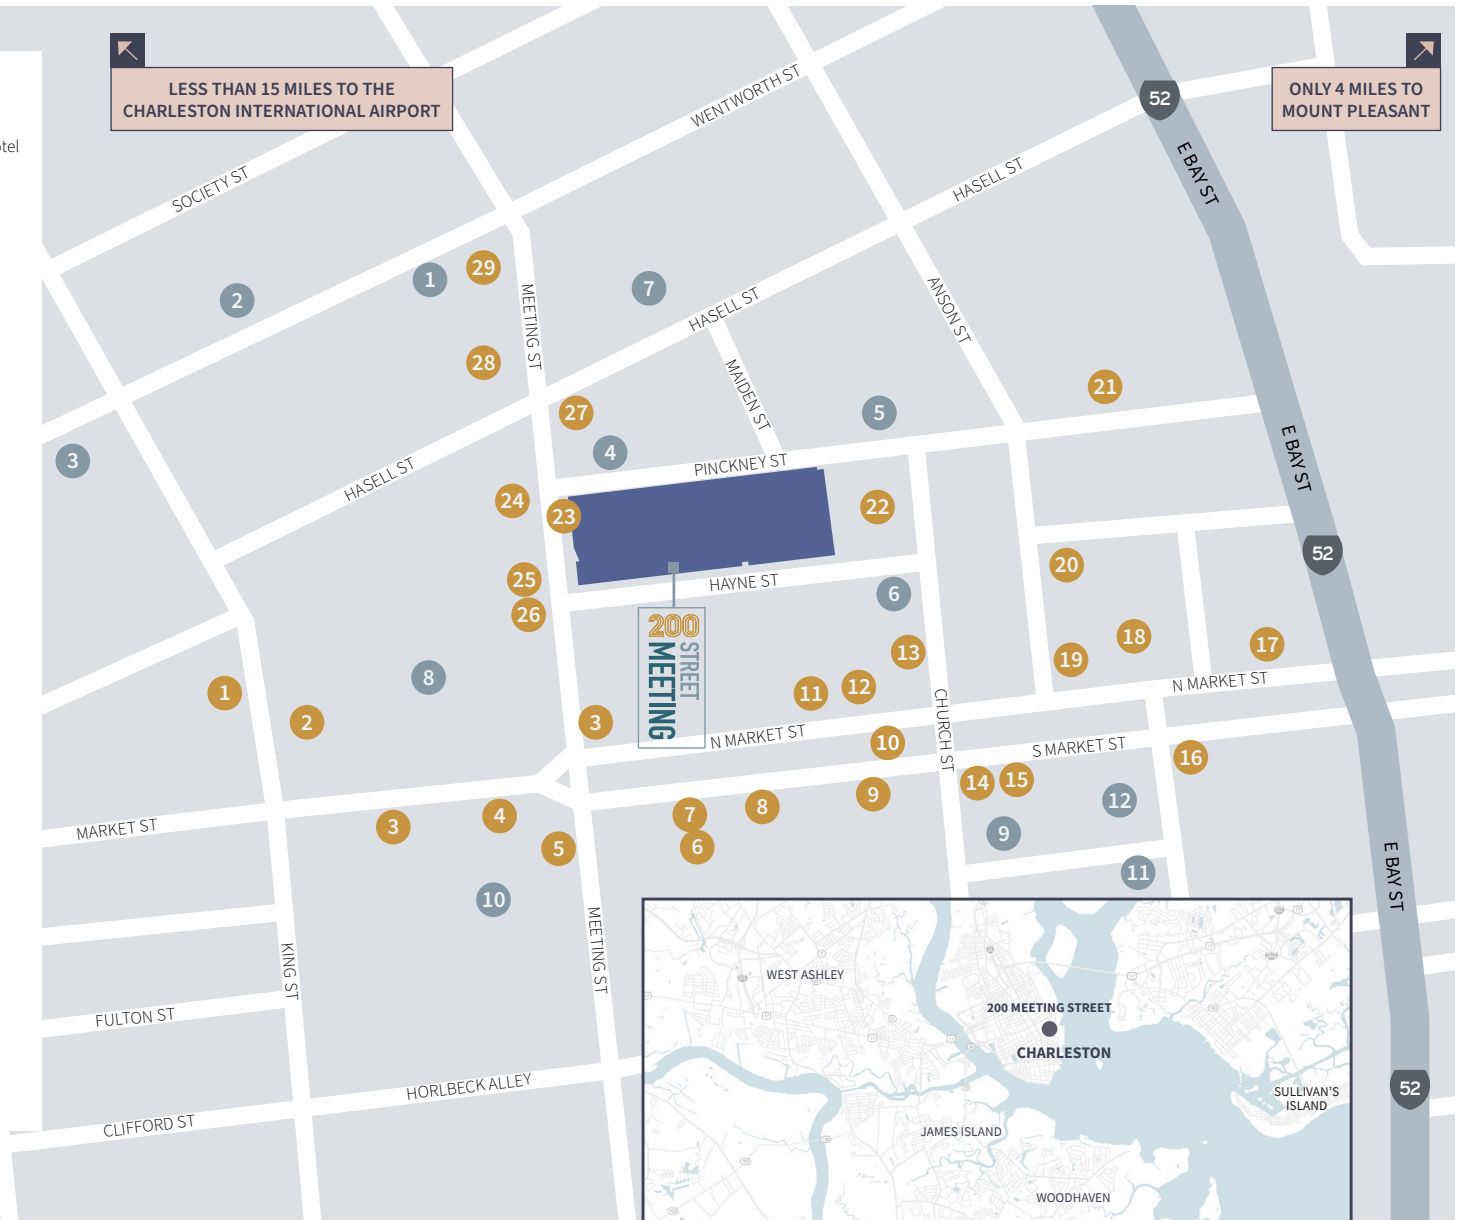 LESS THAN 15 MILES TO THE
CHARLESTON INTERNATIONAL AIRPORT
ONLY 4 MILES TO
MOUNT PLEASANT
52
otel
WENTWORTH ST
E BAY ST
SOCIETY ST
HASELL ST
29
1
2
7
MEETING ST
HASELL ST
ANSON ST
28
MAIDEN ST
21
27
5
4
3
E BAY ST
PINCKNEY ST
HASELL ST
24
23
22
52
20
25
HAYNE ST
6
26
200
STREET
MEETING
18
17
13
19
8
N MARKET ST
12
11
1
2
3
CHURCH ST
N MARKET ST
10
S MARKET ST
16
14
15
9
12
8
7
4
3
MARKET ST
9
6
5
11
E BAY ST
10
MEETING ST
KING ST
WEST ASHLEY
200 MEETING STREET
FULTON ST
CHARLESTON
HORLBECK ALLEY
52
SULLIVAN'S
ISLAND
CLIFFORD ST
JAMES ISLAND
WOODHAVEN